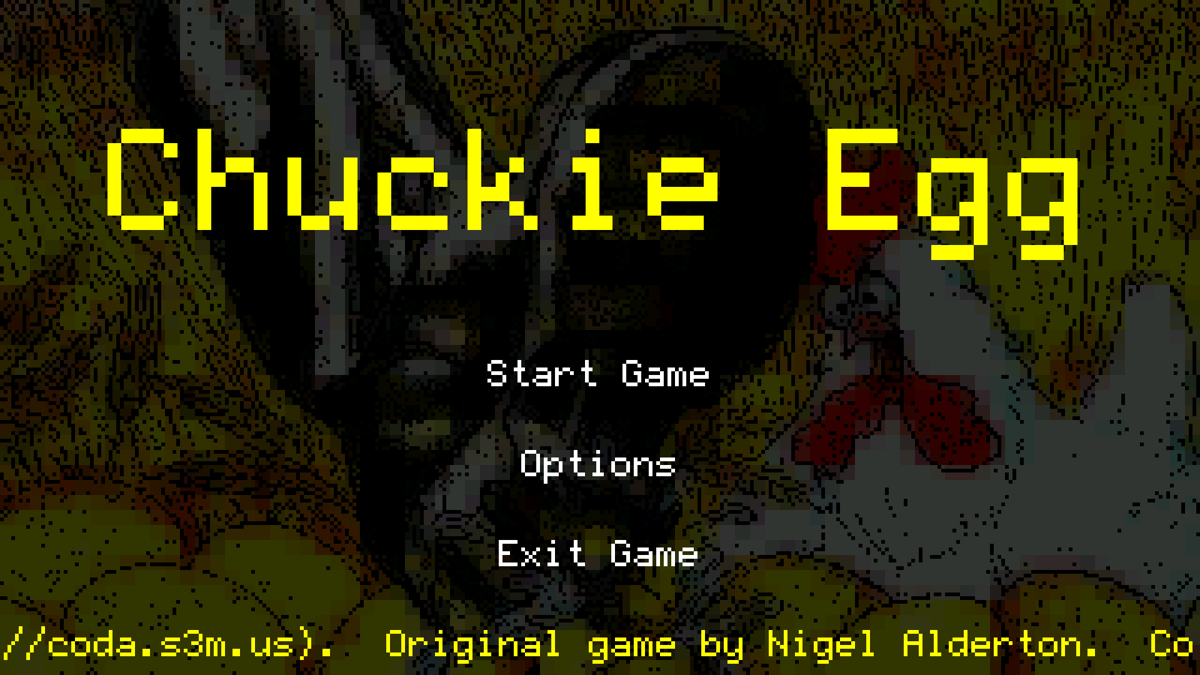 Chuckie Egg
Start Game
Options
Exit Game
//coda.s3m.us).  Original game by Nigel Alderton.  Co